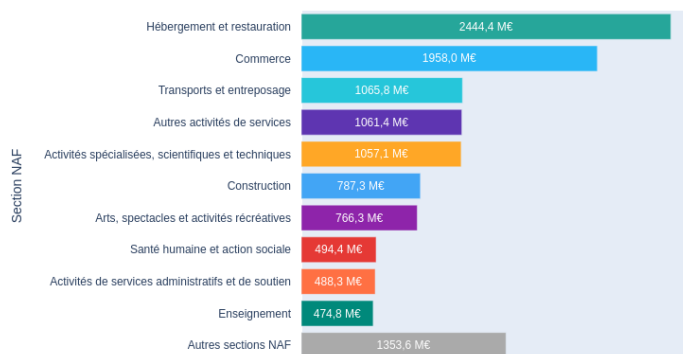 Section NAF
Hébergement et restauration 2444,4 M€
Commerce 1958,0 M€
Transports et entreposage 1065,8 M€
Autres activités de services 1061,4 M€
Activités spécialisées, scientifiques et techniques 1057,1 M€
Construction 787,3 M€
Arts, spectacles et activités récréatives 766,3 M€
Santé humaine et action sociale 494,4 M€
Activités de services administratifs et de soutien 488,3 M€
Enseignement 474,8 M€
Autres sections NAF 1353,6 M€